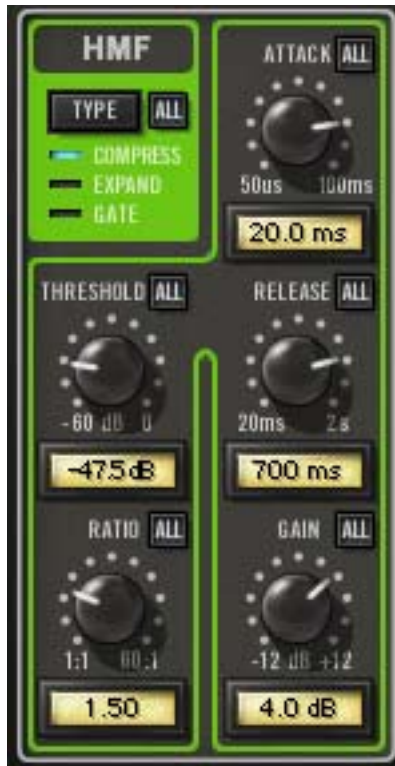 HMF
TYPE ALL
COMPRESS
EXPAND
GATE
ATTACK ALL
50us 100ms
20.0 ms
THRESHOLD ALL
-60 dB 0
-47.5 dB
RELEASE ALL
20ms 2s
700 ms
RATIO ALL
1:1 60:1
1.50
GAIN ALL
-12 dB +12
4.0 dB